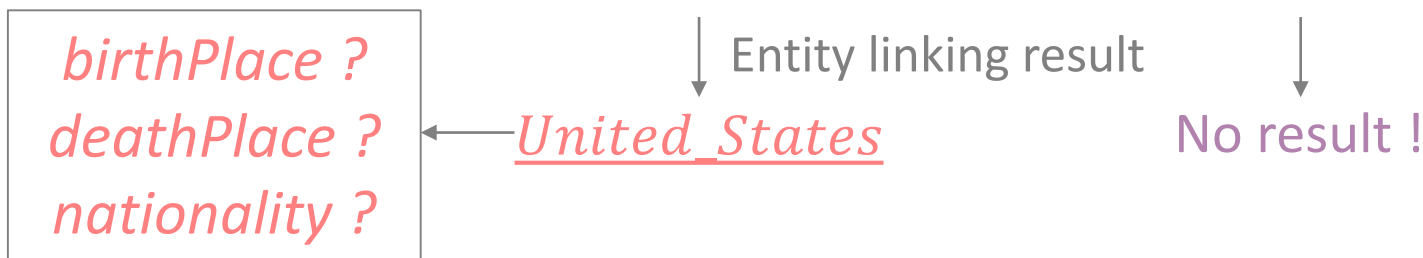 birthPlace ?
deathPlace ?
nationality ?
Entity linking result
United_States
No result !